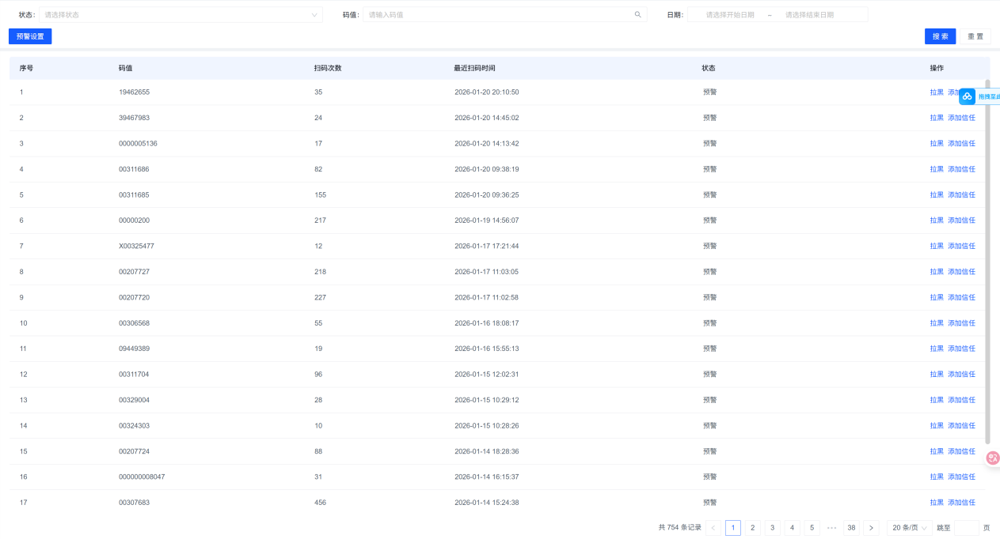 状态： 请选择状态 码值： 请输入码值 日期： 请选择开始日期 ~ 请选择结束日期
预警设置 搜 索 重 置
序号 码值 扫码次数 最近扫码时间 状态 操作
1 19462655 35 2026-01-20 20:10:50 预警 拉黑 添加 拖拽至此
2 39467983 24 2026-01-20 14:45:02 预警 拉黑 添加信任
3 0000005136 17 2026-01-20 14:13:42 预警 拉黑 添加信任
4 00311686 82 2026-01-20 09:38:19 预警 拉黑 添加信任
5 00311685 155 2026-01-20 09:36:25 预警 拉黑 添加信任
6 00000200 217 2026-01-19 14:56:07 预警 拉黑 添加信任
7 X00325477 12 2026-01-17 17:21:44 预警 拉黑 添加信任
8 00207727 218 2026-01-17 11:03:05 预警 拉黑 添加信任
9 00207720 227 2026-01-17 11:02:58 预警 拉黑 添加信任
10 00306568 55 2026-01-16 18:08:17 预警 拉黑 添加信任
11 09449389 19 2026-01-16 15:55:13 预警 拉黑 添加信任
12 00311704 96 2026-01-15 12:02:31 预警 拉黑 添加信任
13 00329004 28 2026-01-15 10:29:12 预警 拉黑 添加信任
14 00324303 10 2026-01-15 10:28:26 预警 拉黑 添加信任
15 00207724 88 2026-01-14 18:28:36 预警 拉黑 添加信任
16 000000008047 31 2026-01-14 16:15:37 预警 拉黑 添加信任
17 00307683 456 2026-01-14 15:24:38 预警 拉黑 添加信任
共 754 条记录 < 1 2 3 4 5 ••• 38 > 20 条/页 跳至 页